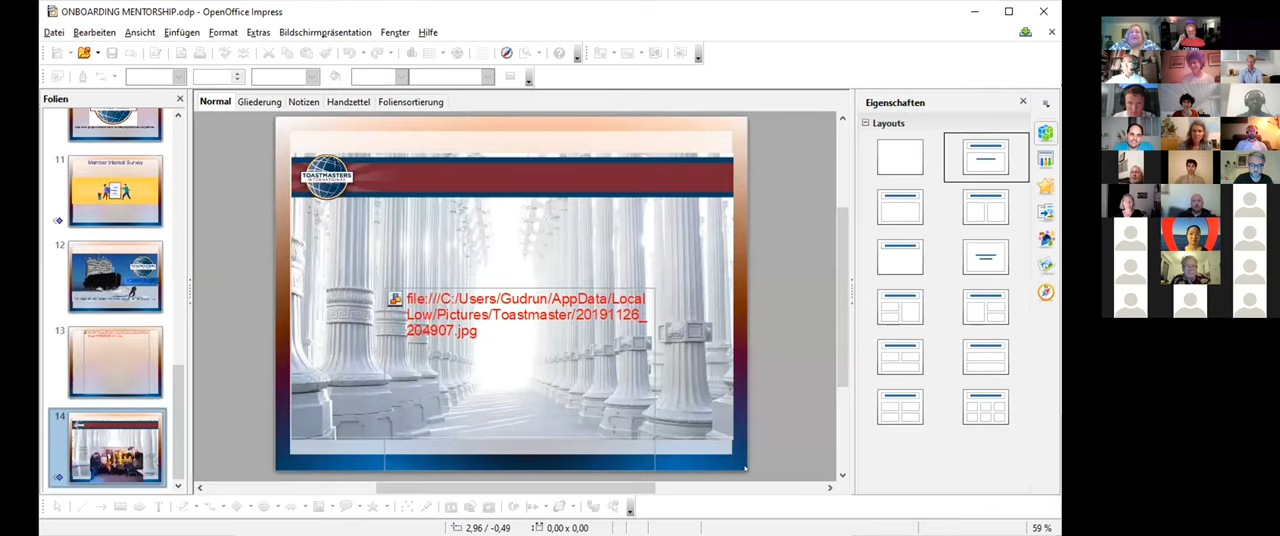 ONBOARDING MENTORSHIP.odp - OpenOffice Impress
Datei Bearbeiten Ansicht Einfügen Format Extras Bildschirmpräsentation Fenster Hilfe
Folien
Normal Gliederung Notizen Handzettel Foliensortierung
Eigenschaften
Layouts
11
Member Interest Survey
12
13
14
TOASTMASTERS
INTERNATIONAL
file:///C:/Users/Gudrun/AppData/Local
Low/Pictures/Toastmaster/20191126_
204907.jpg
2,96 / -0,49
0,00 x 0,00
59 %